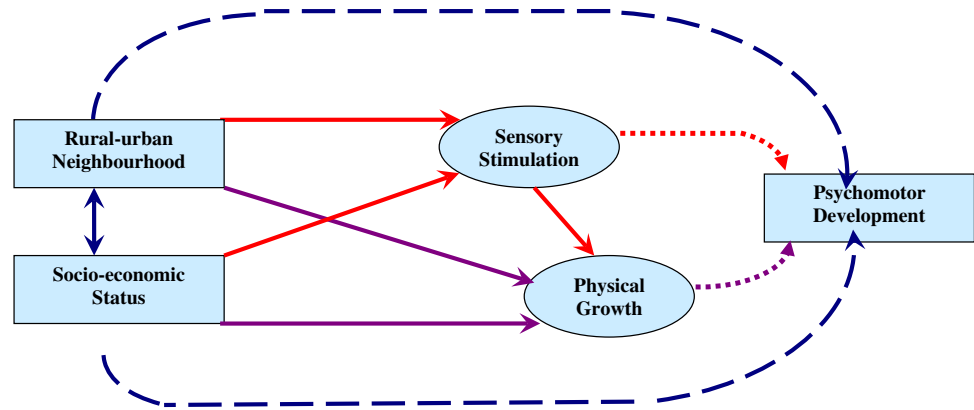 Rural-urban
Neighbourhood
Sensory
Stimulation
Psychomotor
Development
Socio-economic
Status
Physical
Growth